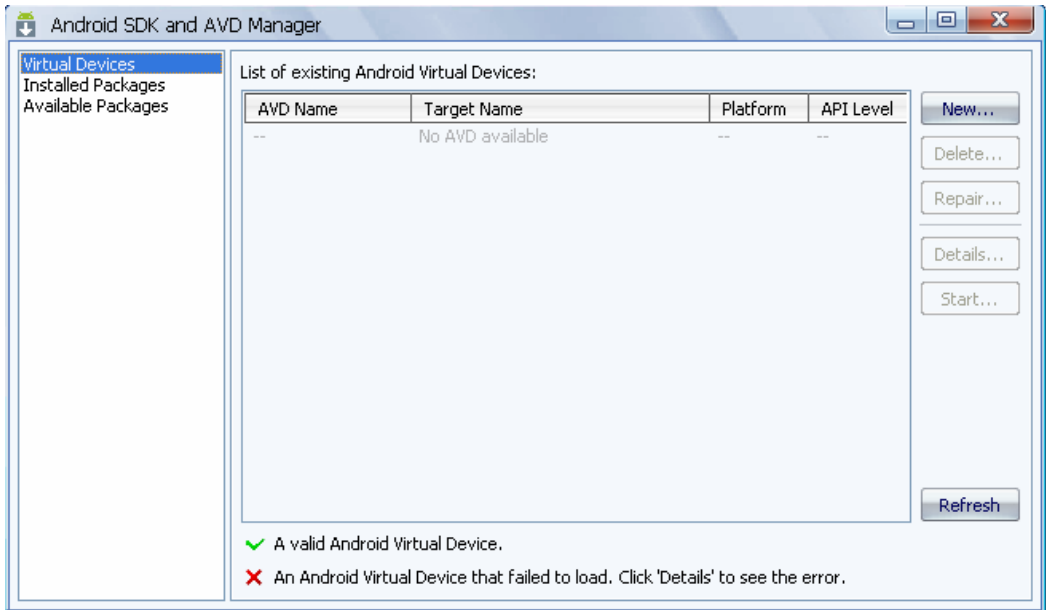 Android SDK and AVD Manager
Virtual Devices
Installed Packages
Available Packages
List of existing Android Virtual Devices:
AVD Name Target Name Platform API Level
-- No AVD available -- --
New...
Delete...
Repair...
Details...
Start...
Refresh
A valid Android Virtual Device.
An Android Virtual Device that failed to load. Click 'Details' to see the error.